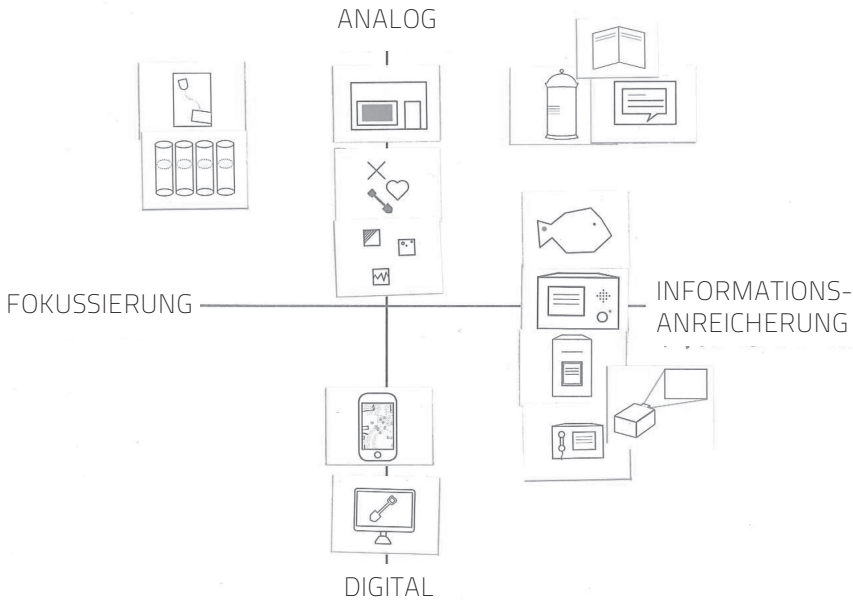 ANALOG
FOKUSSIERUNG
INFORMATIONS-
ANREICHERUNG
DIGITAL